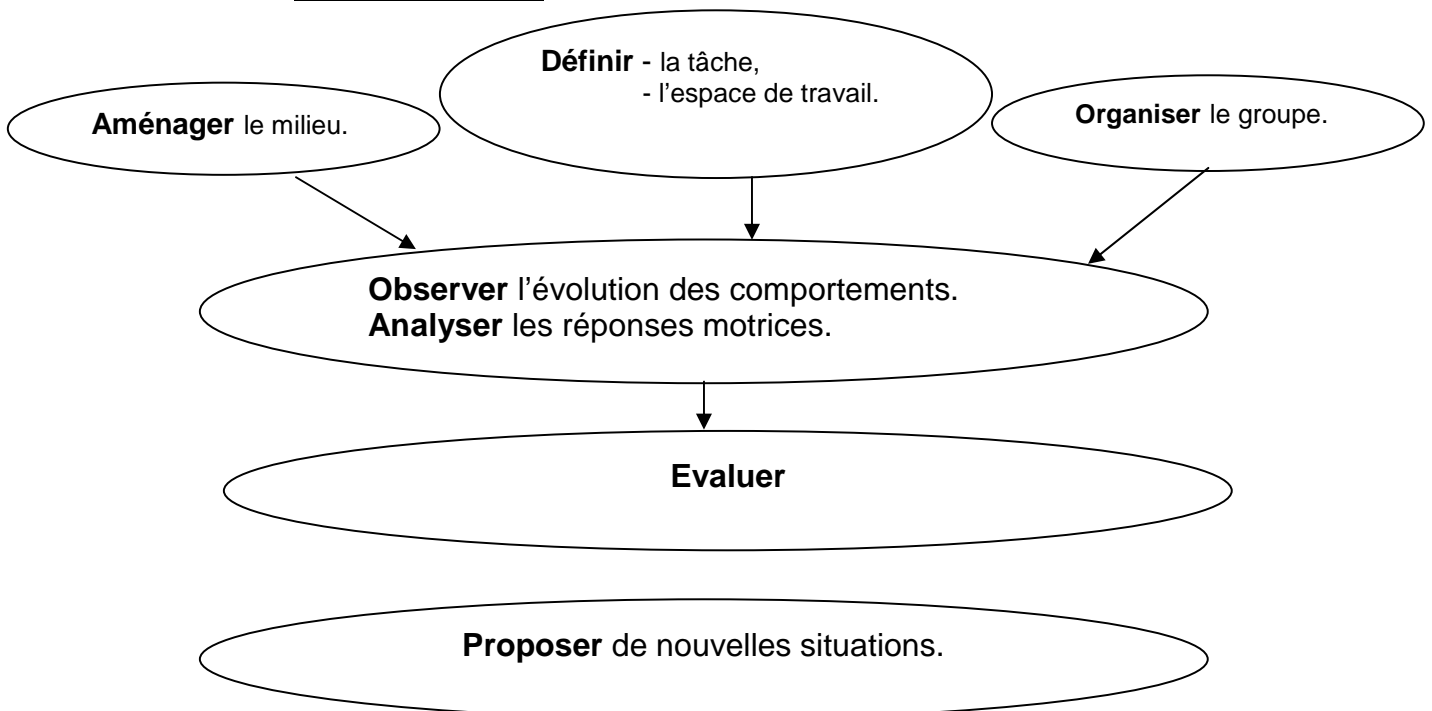 Définir - la tâche,
- l’espace de travail.
Aménager le milieu.
Organiser le groupe.
Observer l’évolution des comportements.
Analyser les réponses motrices.
Evaluer
Proposer de nouvelles situations.